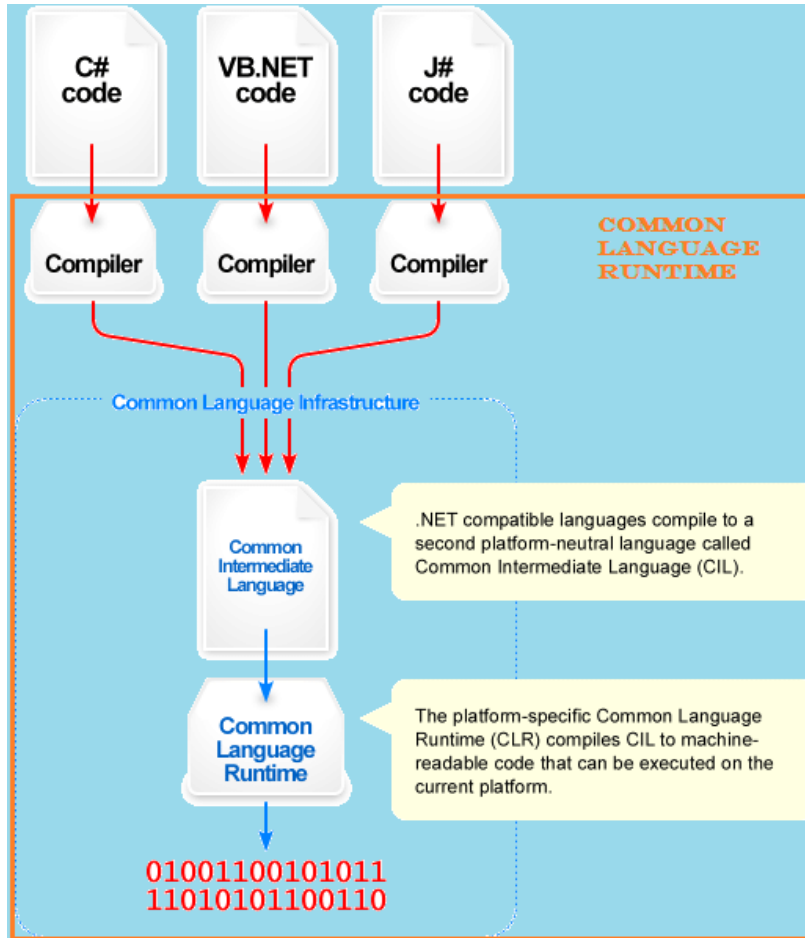 C#
code
VB.NET
code
J#
code
COMMON
LANGUAGE
RUNTIME
Compiler
Compiler
Compiler
Common Language Infrastructure
Common
Intermediate
Language
.NET compatible languages compile to a
second platform-neutral language called
Common Intermediate Language (CIL).
Common
Language
Runtime
The platform-specific Common Language
Runtime (CLR) compiles CIL to machine-
readable code that can be executed on the
current platform.
01001100101011
11010101100110